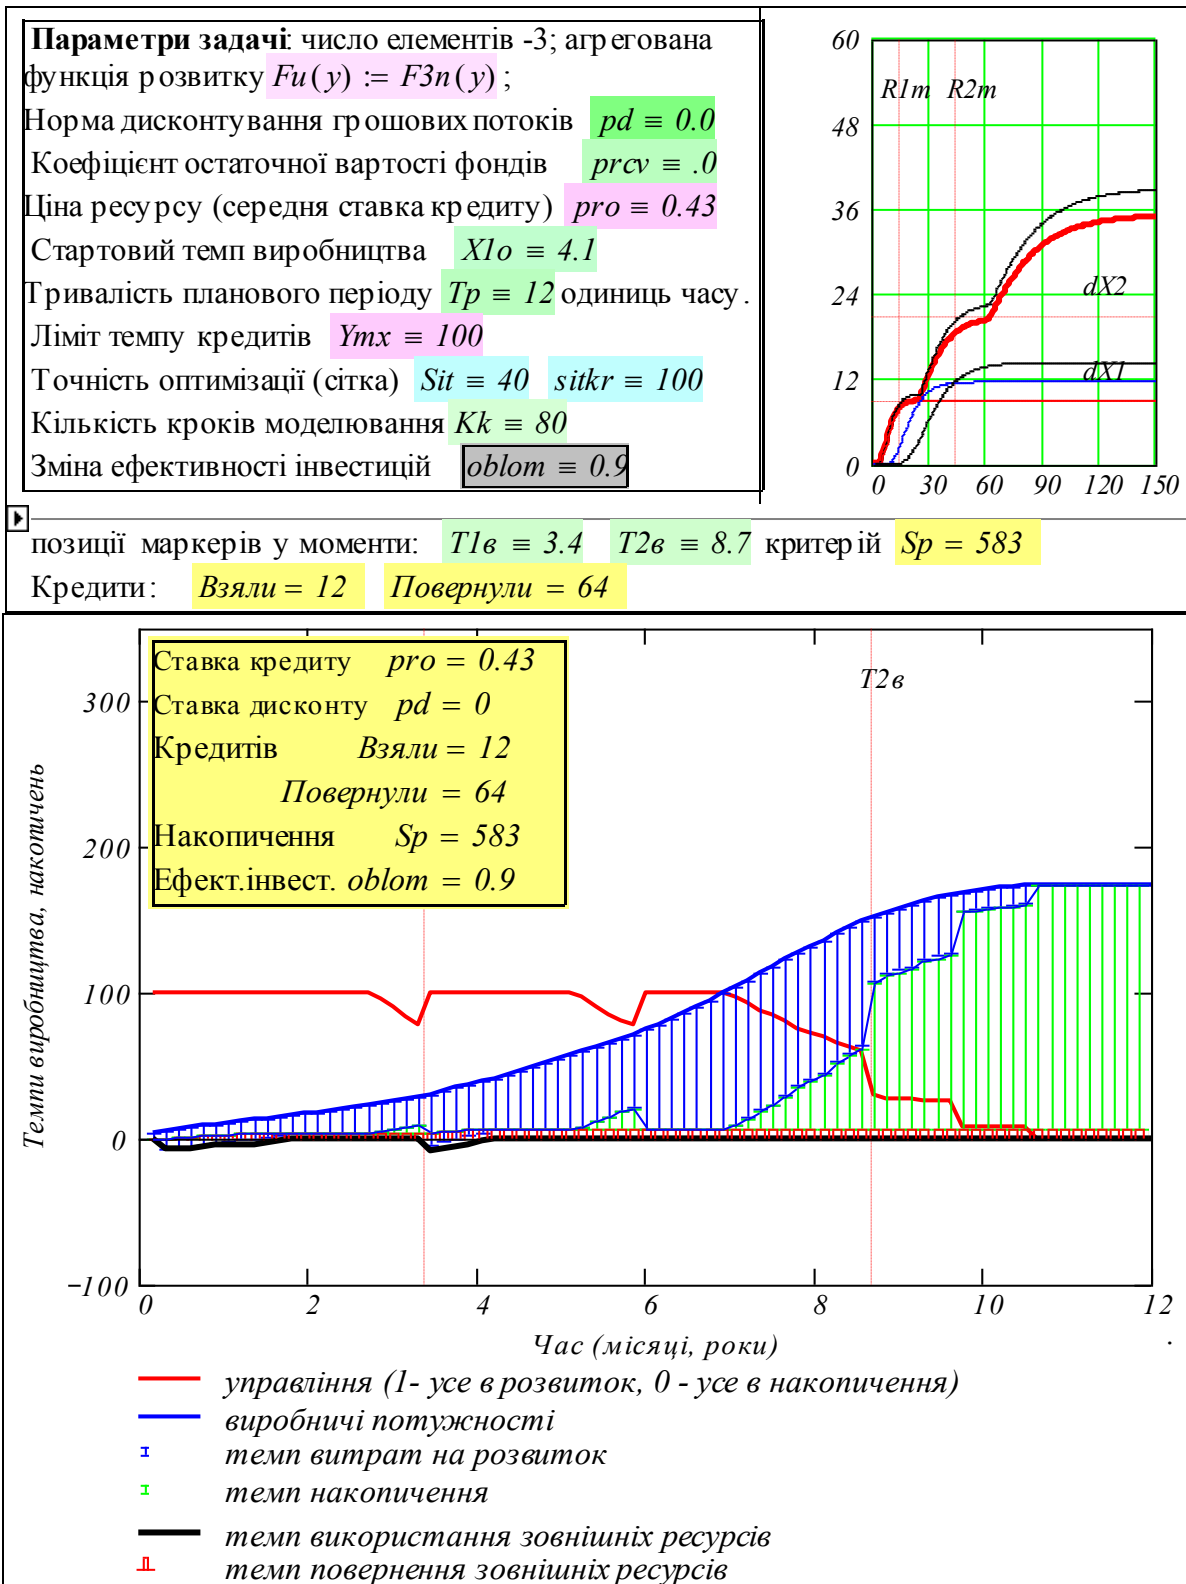 Параметри задачі: число елементів -3; агрегована
функція розвитку Fu(y) := F3n(y) ;
Норма дисконтування грошових потоків pd ≡ 0.0
Коефіцієнт остаточної вартості фондів prcv ≡ .0
Ціна ресурсу (середня ставка кредиту) pro ≡ 0.43
Стартовий темп виробництва X1o ≡ 4.1
Тривалість планового періоду Tp ≡ 12 одиниць часу.
Ліміт темпу кредитів Ymx ≡ 100
Точність оптимізації (сітка) Sit ≡ 40 sitkr ≡ 100
Кількість кроків моделювання Kk ≡ 80
Зміна ефективності інвестицій oblom ≡ 0.9
60
R1m R2m
48
36
24
dX2
12
dX1
0
0 30 60 90 120 150
позиції маркерів у моменти: T1в ≡ 3.4 T2в ≡ 8.7 критерій Sp = 583
Кредити: Взяли = 12 Повернули = 64
Ставка кредиту pro = 0.43
Ставка дисконту pd = 0
Кредитів Взяли = 12
Повернули = 64
Накопичення Sp = 583
Ефект.інвест. oblom = 0.9
T2в
Темпи виробництва, накопичень
300
200
100
0
−100
0 2 4 6 8 10 12
Час (місяці, роки)
управління (1- усе в розвиток, 0 - усе в накопичення)
виробничі потужності
темп витрат на розвиток
темп накопичення
темп використання зовнішніх ресурсів
темп повернення зовнішніх ресурсів